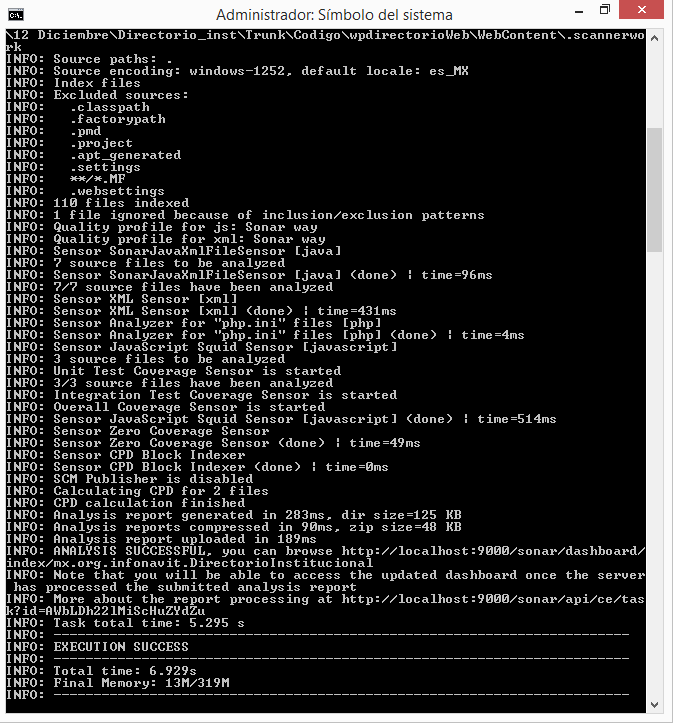 Administrador: Símbolo del sistema
\12 Diciembre\Directorio_inst\Trunk\Codigo\wpdirectorioWeb\WebContent\.scannerwo
rk
INFO: Source paths: .
INFO: Source encoding: windows-1252, default locale: es_MX
INFO: Index files
INFO: Excluded sources:
INFO:   .classpath
INFO:   .factorypath
INFO:   .pmd
INFO:   .project
INFO:   .apt_generated
INFO:   .settings
INFO:   **/*.MF
INFO:   .websettings
INFO: 110 files indexed
INFO: 1 file ignored because of inclusion/exclusion patterns
INFO: Quality profile for js: Sonar way
INFO: Quality profile for xml: Sonar way
INFO: Sensor SonarJavaXmlFileSensor [java]
INFO: 7 source files to be analyzed
INFO: Sensor SonarJavaXmlFileSensor [java] (done) ¦ time=96ms
INFO: 7/7 source files have been analyzed
INFO: Sensor XML Sensor [xml]
INFO: Sensor XML Sensor [xml] (done) ¦ time=431ms
INFO: Sensor Analyzer for "php.ini" files [php]
INFO: Sensor Analyzer for "php.ini" files [php] (done) ¦ time=4ms
INFO: Sensor JavaScript Squid Sensor [javascript]
INFO: 3 source files to be analyzed
INFO: Unit Test Coverage Sensor is started
INFO: 3/3 source files have been analyzed
INFO: Integration Test Coverage Sensor is started
INFO: Overall Coverage Sensor is started
INFO: Sensor JavaScript Squid Sensor [javascript] (done) ¦ time=514ms
INFO: Sensor Zero Coverage Sensor
INFO: Sensor Zero Coverage Sensor (done) ¦ time=49ms
INFO: Sensor CPD Block Indexer
INFO: Sensor CPD Block Indexer (done) ¦ time=0ms
INFO: SCM Publisher is disabled
INFO: Calculating CPD for 2 files
INFO: CPD calculation finished
INFO: Analysis report generated in 283ms, dir size=125 KB
INFO: Analysis reports compressed in 90ms, zip size=48 KB
INFO: Analysis report uploaded in 189ms
INFO: ANALYSIS SUCCESSFUL, you can browse http://localhost:9000/sonar/dashboard/
index/mx.org.infonavit.DirectorioInstitucional
INFO: Note that you will be able to access the updated dashboard once the server
 has processed the submitted analysis report
INFO: More about the report processing at http://localhost:9000/sonar/api/ce/tas
k?id=AWbLDh22lMiScHuZYdZu
INFO: Task total time: 5.295 s
INFO: ------------------------------------------------------------------------
INFO: EXECUTION SUCCESS
INFO: ------------------------------------------------------------------------
INFO: Total time: 6.929s
INFO: Final Memory: 13M/319M
INFO: ------------------------------------------------------------------------